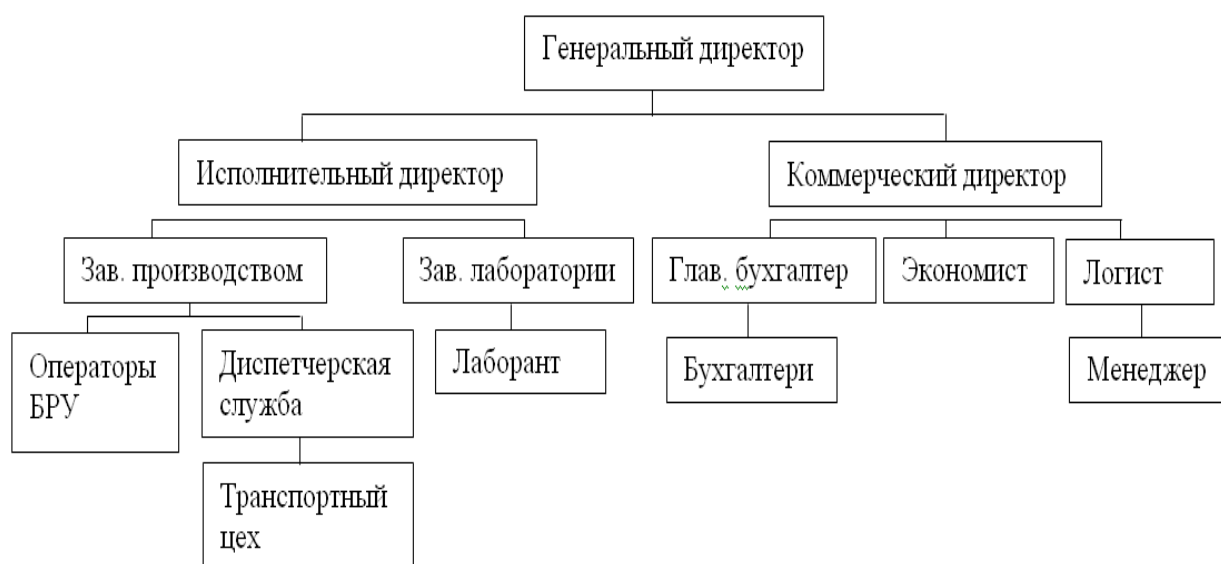 Генеральный директор
Исполнительный директор
Коммерческий директор
Зав. производством
Зав. лаборатории
Глав. бухгалтер
Экономист
Логист
Операторы
БРУ
Диспетчерская
служба
Лаборант
Бухгалтери
Менеджер
Транспортный
цех